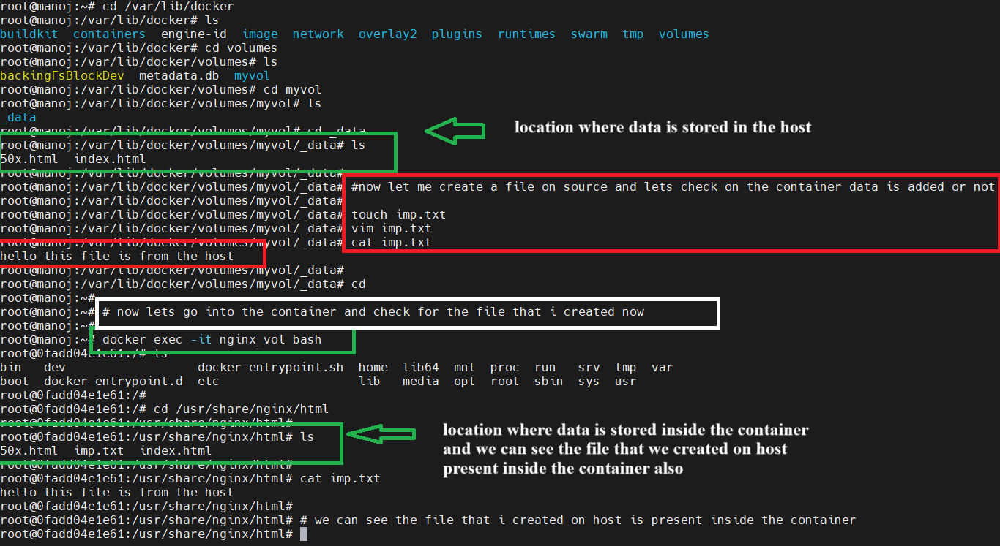 root@manoj:~# cd /var/lib/docker
root@manoj:/var/lib/docker# ls
buildkit  containers  engine-id  image  network  overlay2  plugins  runtimes  swarm  tmp  volumes
root@manoj:/var/lib/docker# cd volumes
root@manoj:/var/lib/docker/volumes# ls
backingFsBlockDev  metadata.db  myvol
root@manoj:/var/lib/docker/volumes# cd myvol
root@manoj:/var/lib/docker/volumes/myvol# ls
_data
root@manoj:/var/lib/docker/volumes/myvol# cd _data
location where data is stored in the host
root@manoj:/var/lib/docker/volumes/myvol/_data# ls
50x.html  index.html
root@manoj:/var/lib/docker/volumes/myvol/_data#
root@manoj:/var/lib/docker/volumes/myvol/_data# #now let me create a file on source and lets check on the container data is added or not
root@manoj:/var/lib/docker/volumes/myvol/_data#
root@manoj:/var/lib/docker/volumes/myvol/_data# touch imp.txt
root@manoj:/var/lib/docker/volumes/myvol/_data# vim imp.txt
root@manoj:/var/lib/docker/volumes/myvol/_data# cat imp.txt
hello this file is from the host
root@manoj:/var/lib/docker/volumes/myvol/_data#
root@manoj:/var/lib/docker/volumes/myvol/_data# cd
root@manoj:~#
root@manoj:~# # now lets go into the container and check for the file that i created now
root@manoj:~#
root@manoj:~# docker exec -it nginx_vol bash
root@0fadd04e1e61:/# ls
bin   dev                  docker-entrypoint.sh  home  lib64  mnt  proc  run   srv  tmp  var
boot  docker-entrypoint.d  etc                   lib   media  opt  root  sbin  sys  usr
root@0fadd04e1e61:/#
root@0fadd04e1e61:/# cd /usr/share/nginx/html
root@0fadd04e1e61:/usr/share/nginx/html#
root@0fadd04e1e61:/usr/share/nginx/html# ls
50x.html  imp.txt  index.html
root@0fadd04e1e61:/usr/share/nginx/html#
location where data is stored inside the container
and we can see the file that we created on host
present inside the container also
root@0fadd04e1e61:/usr/share/nginx/html# cat imp.txt
hello this file is from the host
root@0fadd04e1e61:/usr/share/nginx/html#
root@0fadd04e1e61:/usr/share/nginx/html# # we can see the file that i created on host is present inside the container
root@0fadd04e1e61:/usr/share/nginx/html#